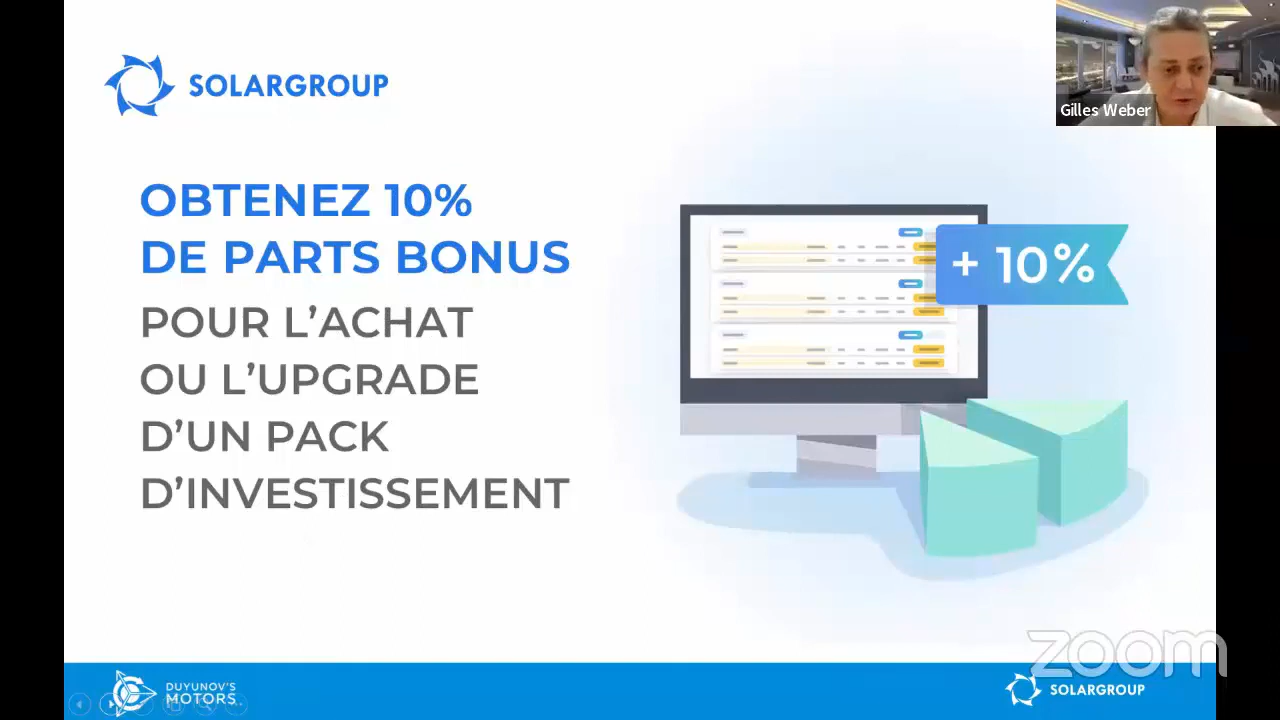 SOLARGROUP
Gilles Weber
OBTENEZ 10%
DE PARTS BONUS
POUR L’ACHAT
OU L’UPGRADE
D’UN PACK
D’INVESTISSEMENT
+ 10%
zoom
DUYUNOV'S
MOTORS
SOLARGROUP